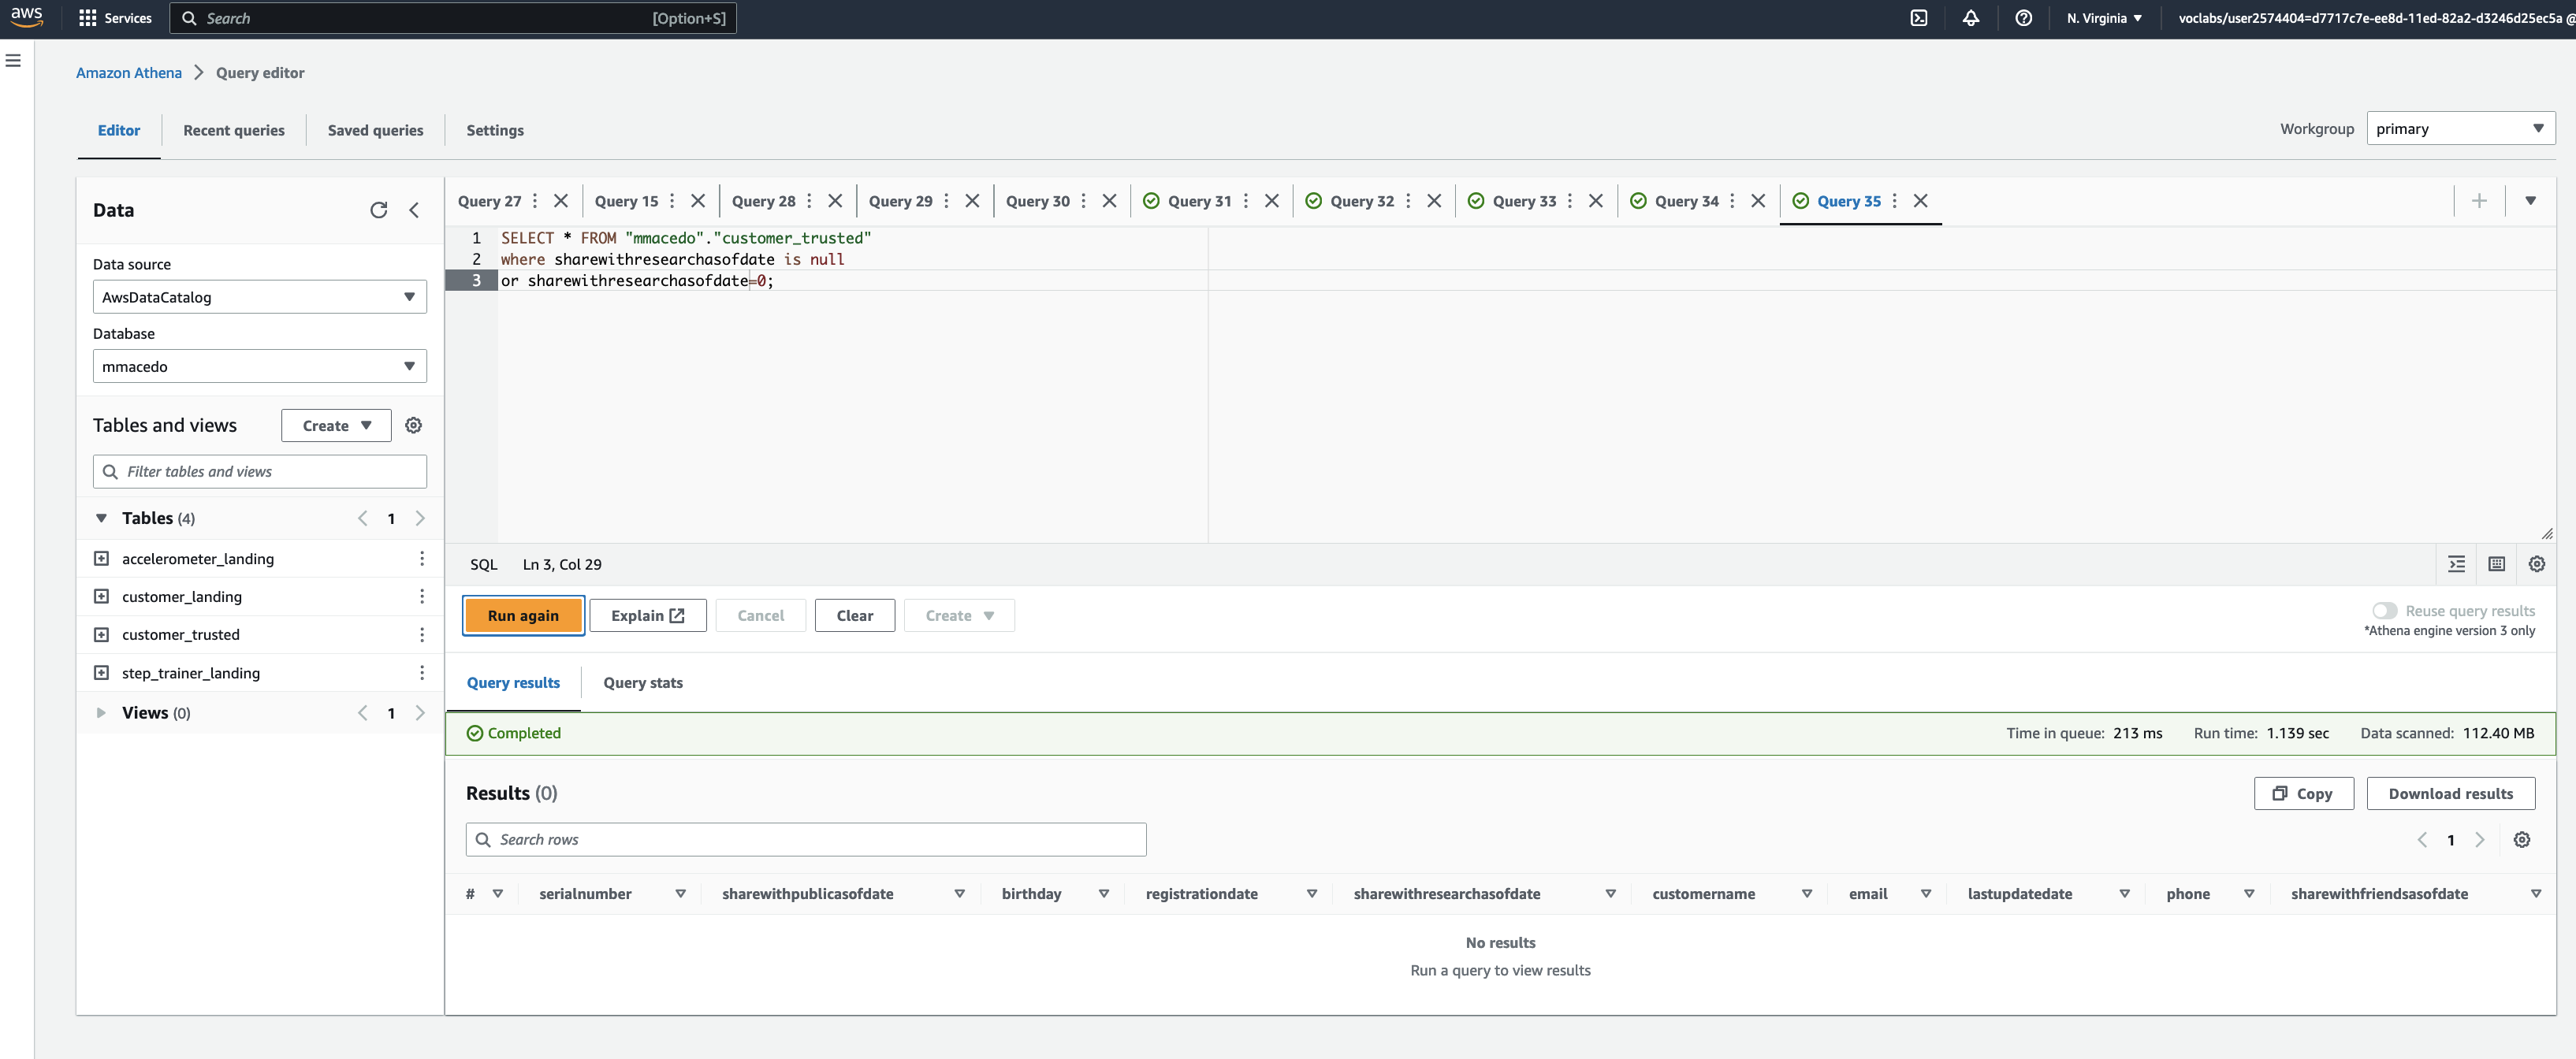 aws Services Search [Option+S] N. Virginia voclabs/user2574404=d7717c7e-ee8d-11ed-82a2-d3246d25ec5a @
Amazon Athena Query editor
Editor Recent queries Saved queries Settings Workgroup primary
Data
Data source
AwsDataCatalog
Database
mmacedo
Tables and views Create
Filter tables and views
Tables (4) 1
accelerometer_landing
customer_landing
customer_trusted
step_trainer_landing
Views (0) 1
Query 27 Query 15 Query 28 Query 29 Query 30 Query 31 Query 32 Query 33 Query 34 Query 35
1 SELECT * FROM "mmacedo"."customer_trusted"
2 where sharewithresearchasofdate is null
3 or sharewithresearchasofdate=0;
SQL Ln 3, Col 29
Run again Explain Cancel Clear Create Reuse query results
*Athena engine version 3 only
Query results Query stats
Completed Time in queue: 213 ms Run time: 1.139 sec Data scanned: 112.40 MB
Results (0) Copy Download results
Search rows 1
# serialnumber sharewithpublicasofdate birthday registrationdate sharewithresearchasofdate customername email lastupdatedate phone sharewithfriendsasofdate
No results
Run a query to view results